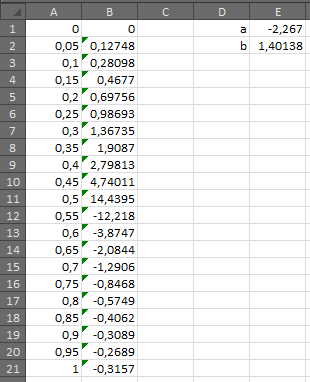 A B C D E
1 0 0 a -2,267
2 0,05 0,12748 b 1,40138
3 0,1 0,28098
4 0,15 0,4677
5 0,2 0,69756
6 0,25 0,98693
7 0,3 1,36735
8 0,35 1,9087
9 0,4 2,79813
10 0,45 4,74011
11 0,5 14,4395
12 0,55 -12,218
13 0,6 -3,8747
14 0,65 -2,0844
15 0,7 -1,2906
16 0,75 -0,8468
17 0,8 -0,5749
18 0,85 -0,4062
19 0,9 -0,3089
20 0,95 -0,2689
21 1 -0,3157